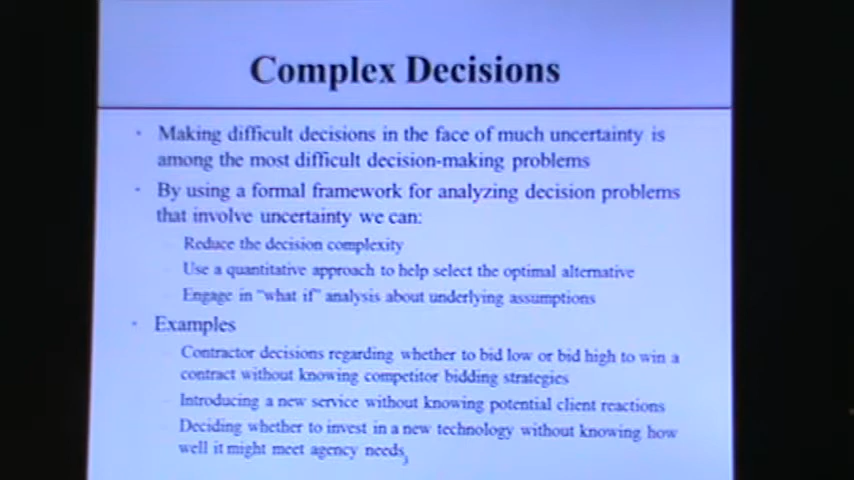 Complex Decisions
• Making difficult decisions in the face of much uncertainty is
among the most difficult decision-making problems
• By using a formal framework for analyzing decision problems
that involve uncertainty we can:
– Reduce the decision complexity
– Use a quantitative approach to help select the optimal alternative
– Engage in "what if" analysis about underlying assumptions
• Examples
– Contractor decisions regarding whether to bid low or bid high to win a
contract without knowing competitor bidding strategies
– Introducing a new service without knowing potential client reactions
– Deciding whether to invest in a new technology without knowing how
well it might meet agency needs